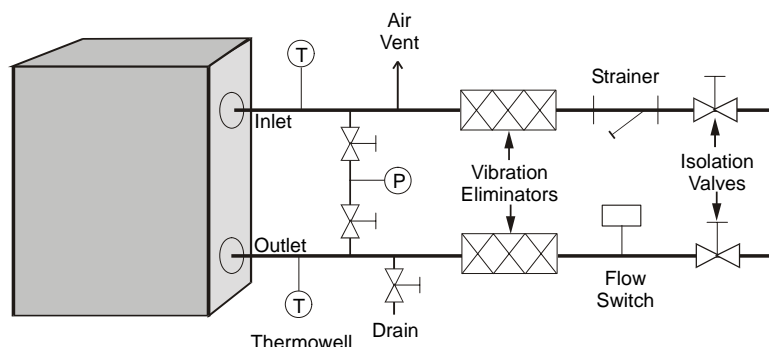 Air
Vent
T
Strainer
Inlet
P
Vibration
Eliminators
Isolation
Valves
Outlet
T
Flow
Switch
Drain
Thermowell